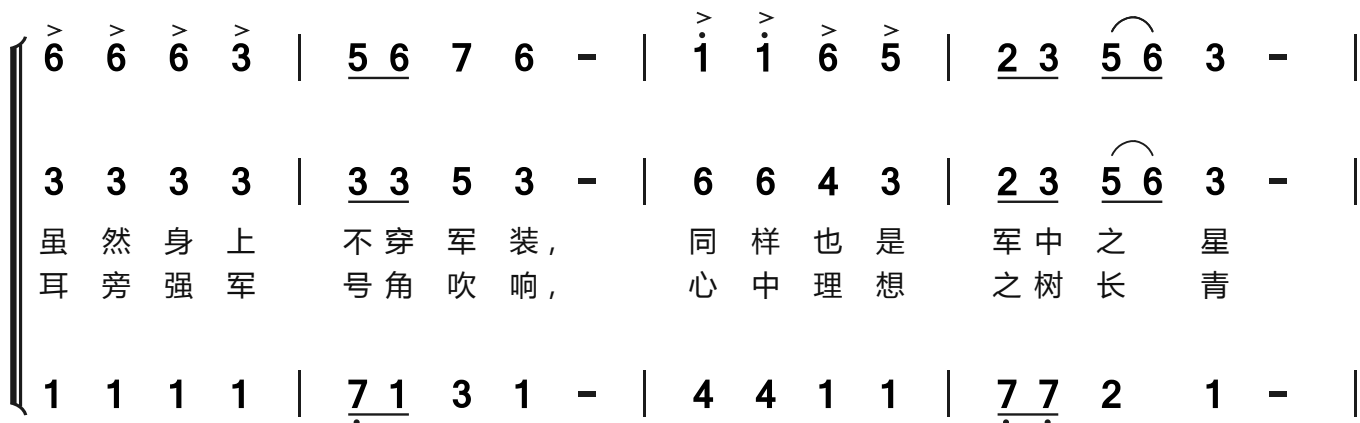 6 6 6 3 | 5 6 7 6 - | 1 1 6 5 | 2 3 5 6 3 - |
3 3 3 3 | 3 3 5 3 - | 6 6 4 3 | 2 3 5 6 3 - |
虽然身上 不穿军装, 同样也是 军中之星
耳旁强军 号角吹响, 心中理想 之树长青
1 1 1 1 | 7 1 3 1 - | 4 4 1 1 | 7 7 2 1 - |